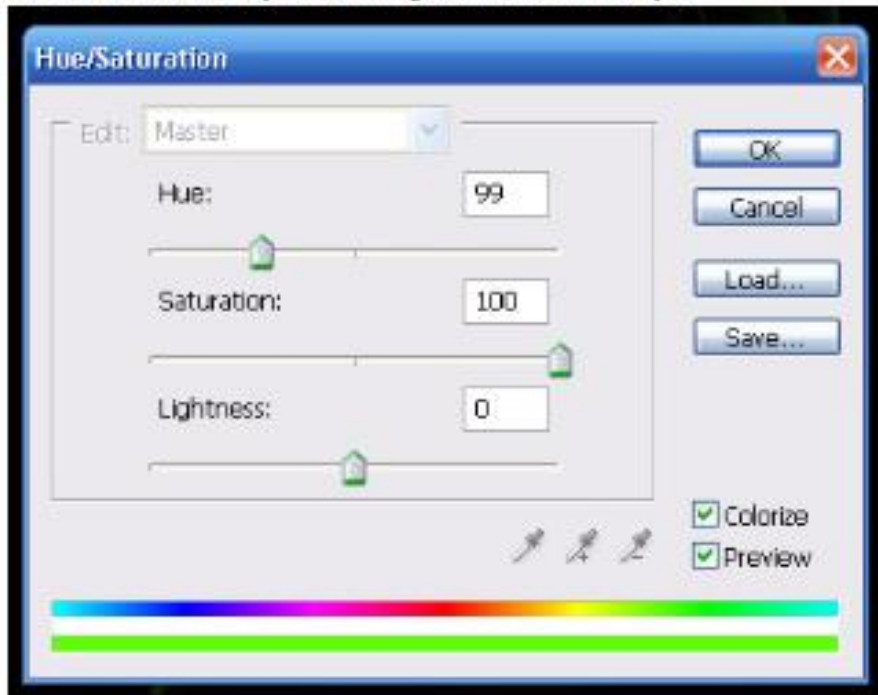 Hue/Saturation
Edit: Master
OK
Hue: 99
Cancel
Load...
Saturation: 100
Save...
Lightness: 0
Colorize
Preview